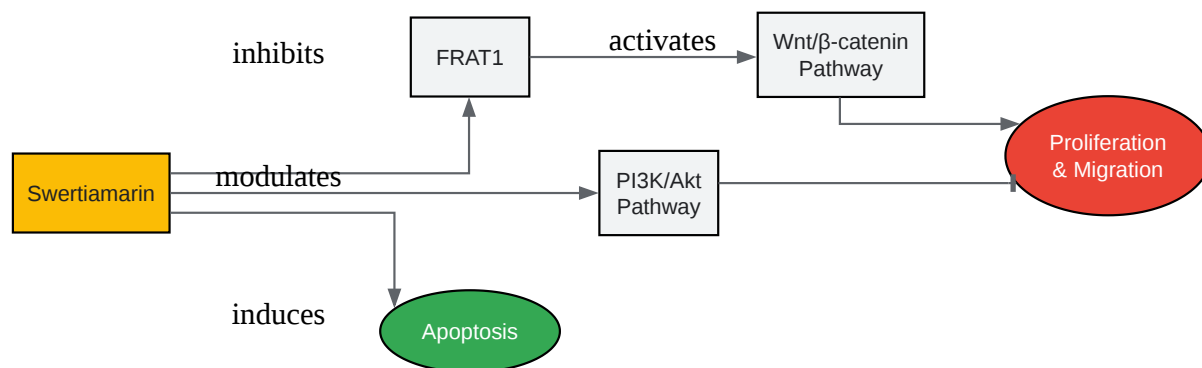 inhibits
FRAT1
activates
Wnt/β-catenin
Pathway
Proliferation
& Migration
Swertiamarin
modulates
PI3K/Akt
Pathway
induces
Apoptosis